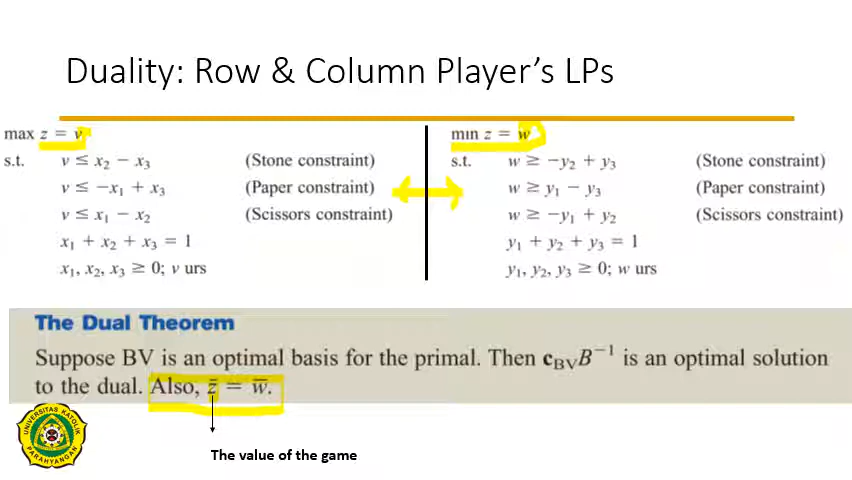 Duality: Row & Column Player's LPs
max z = v
s.t. v ≤ x₂ − x₃ (Stone constraint)
v ≤ −x₁ + x₃ (Paper constraint)
v ≤ x₁ − x₂ (Scissors constraint)
x₁ + x₂ + x₃ = 1
x₁, x₂, x₃ ≥ 0; v urs
min z = w
s.t. w ≥ −y₂ + y₃ (Stone constraint)
w ≥ y₁ − y₃ (Paper constraint)
w ≥ −y₁ + y₂ (Scissors constraint)
y₁ + y₂ + y₃ = 1
y₁, y₂, y₃ ≥ 0; w urs
The Dual Theorem
Suppose BV is an optimal basis for the primal. Then c_BV B⁻¹ is an optimal solution
to the dual. Also, z̄ = w̄.
UNIVERSITAS KATOLIK
PARAHYANGAN
The value of the game